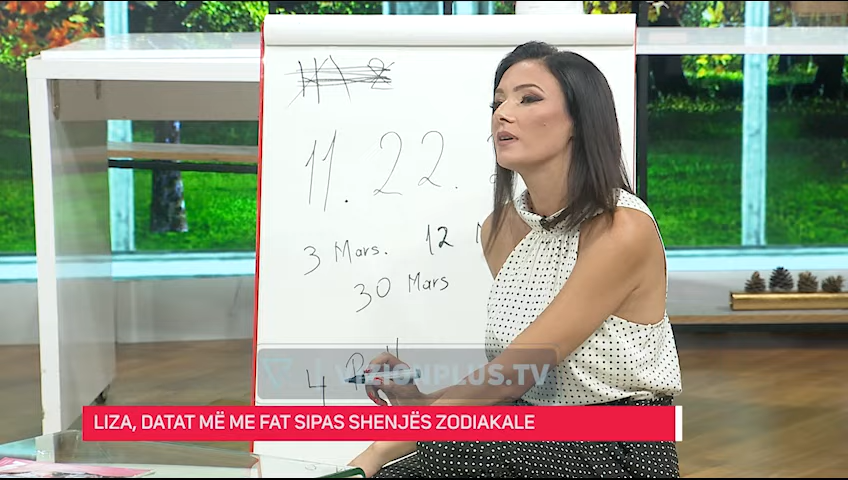 11. 22.
3 Mars. 12
30 Mars
4
VIZIONPLUS.TV
LIZA, DATAT MË ME FAT SIPAS SHENJËS ZODIAKALE